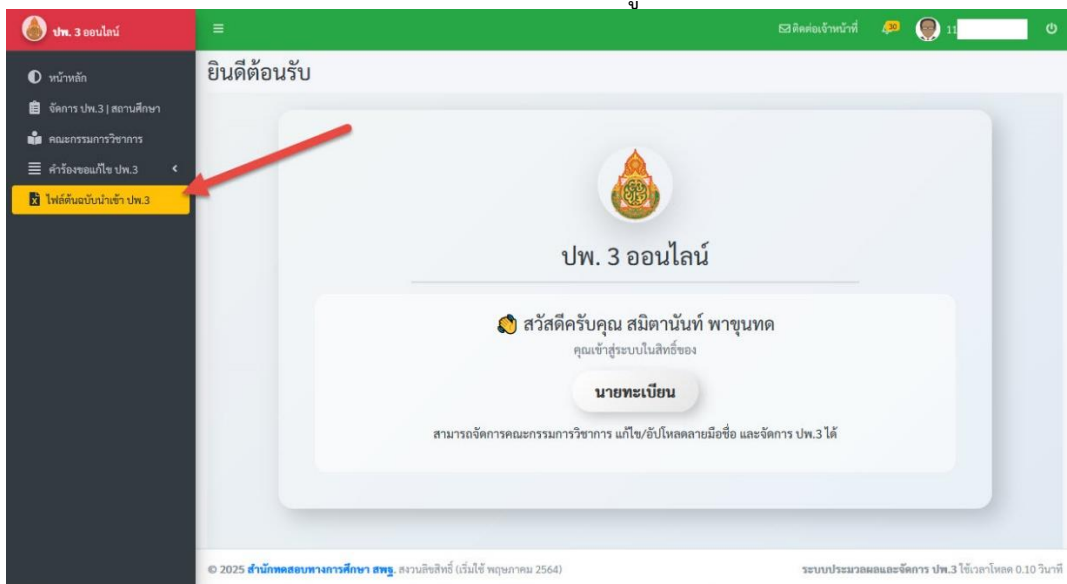 ปพ. 3 ออนไลน์
ติดต่อเจ้าหน้าที่ 30 11
หน้าหลัก
ยินดีต้อนรับ
จัดการ ปพ.3 | สถานศึกษา
คณะกรรมการวิชาการ
คำร้องขอแก้ไข ปพ.3
ไฟล์ต้นฉบับนำเข้า ปพ.3
ปพ. 3 ออนไลน์
สวัสดีครับคุณ สมิตานันท์ พาขุนทด
คุณเข้าสู่ระบบในสิทธิ์ของ
นายทะเบียน
สามารถจัดการคณะกรรมการวิชาการ แก้ไข/อัปโหลดลายมือชื่อ และจัดการ ปพ.3 ได้
© 2025 สำนักทดสอบทางการศึกษา สพฐ. สงวนลิขสิทธิ์ (เริ่มใช้ พฤษภาคม 2564) ระบบประมวลผลและจัดการ ปพ.3 ใช้เวลาโหลด 0.10 วินาที